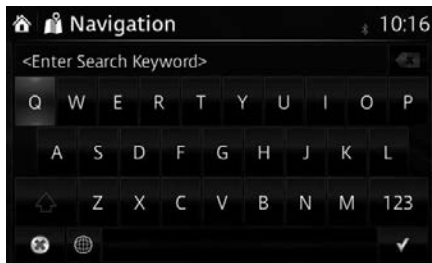 Navigation 10:16
<Enter Search Keyword>
Q W E R T Y U I O P
A S D F G H J K L
Z X C V B N M 123